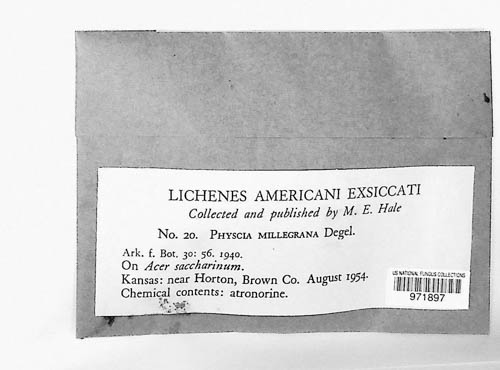 LICHENES AMERICANI EXSICCATI
Collected and published by M. E. Hale
No. 20. PHYSCIA MILLEGRANA Degel.
Ark. f. Bot. 30: 56. 1940.
On Acer saccharinum.
Kansas: near Horton, Brown Co. August 1954.
Chemical contents: atronorine.
US NATIONAL FUNGUS COLLECTIONS
971897